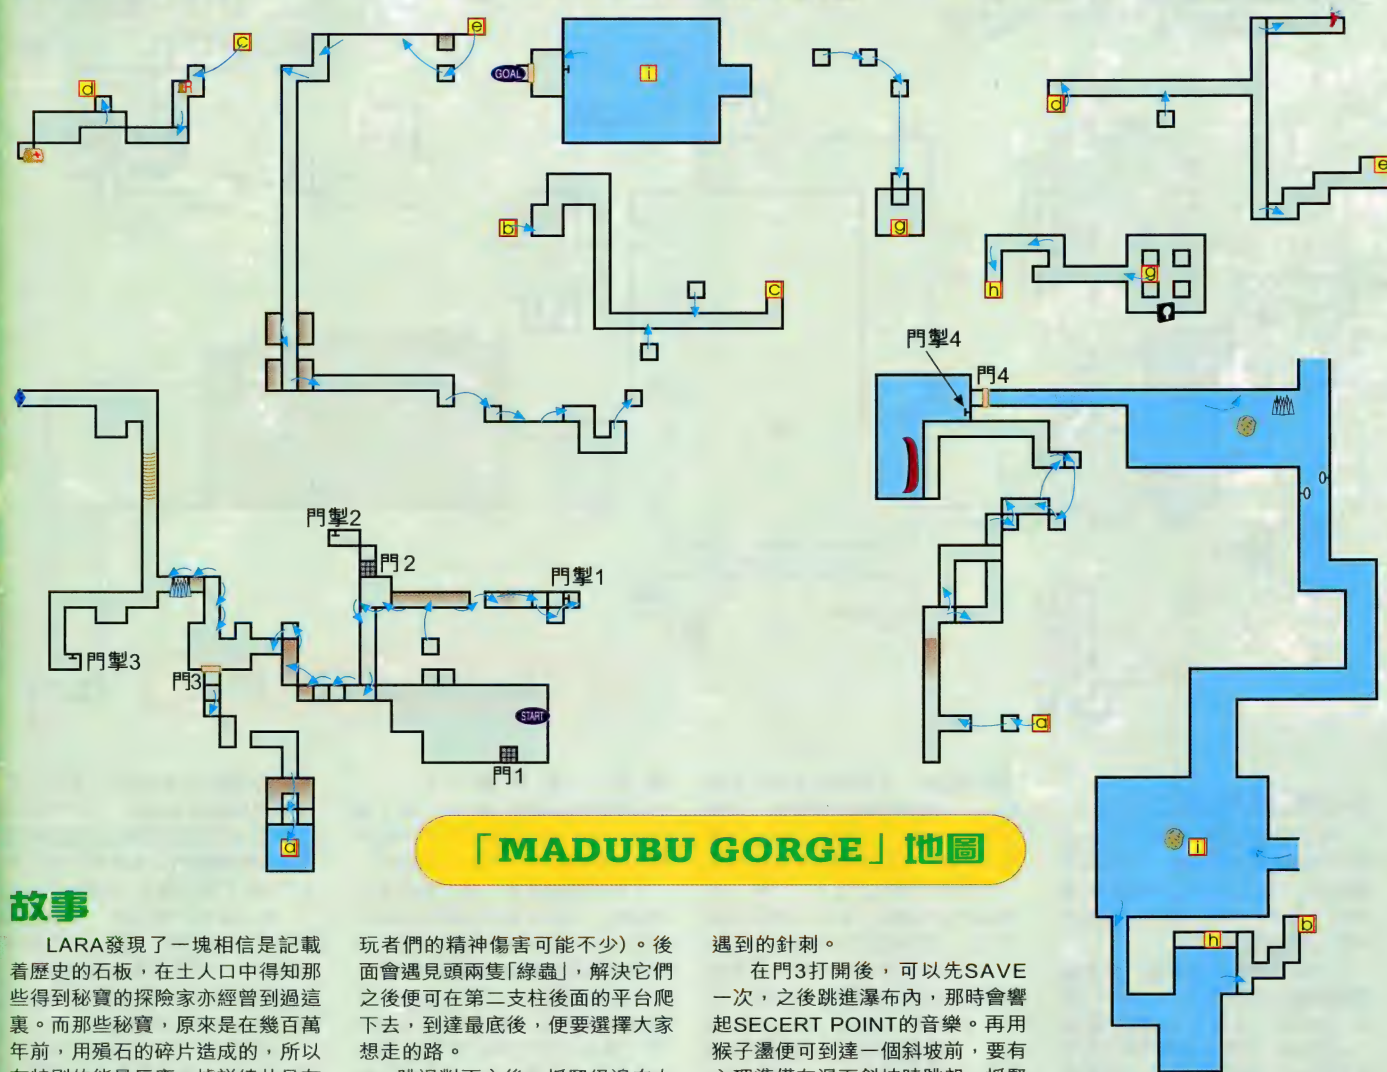 c
e
d
GOAL
i
d
e
b
g
c
g
h
門掣4
門4
門掣2
門2
門掣1
門掣3
門3
START
a
門1
a
i
b
h
「MADUBU GORGE」地圖
故事
LARA發現了一塊相信是記載
着歷史的石板，在土人口中得知那
些得到秘寶的探險家亦經曾到過這
裏。而那些秘寶，原來是在幾百萬
年前，用殞石的碎片造成的，所以
玩者們的精神傷害可能不少）。後
面會遇見頭兩隻「綠蟲」，解決它們
之後便可在第二支柱後面的平台爬
下去，到達最底後，便要選擇大家
想走的路。
遇到的針刺。
在門3打開後，可以先SAVE
一次，之後跳進瀑布內，那時會響
起SECERT POINT的音樂。再用
猴子盪便可到達一個斜坡前，要有